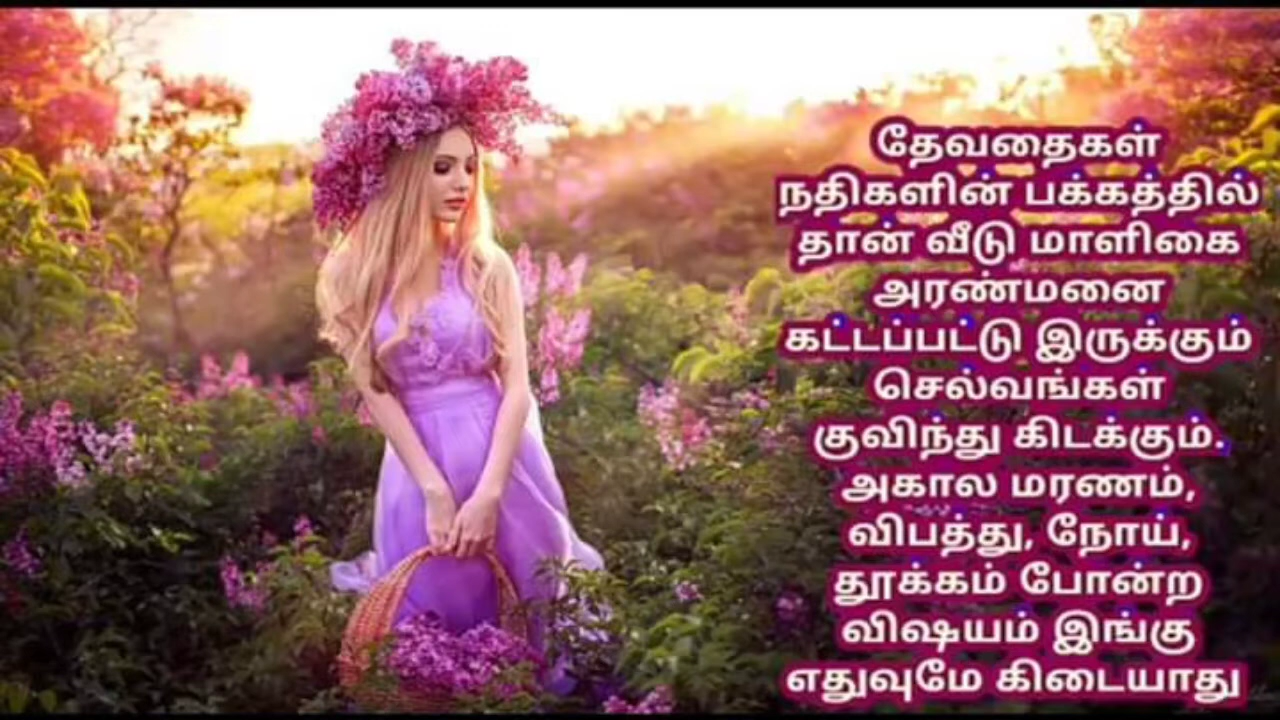 தேவதைகள்
நதிகளின் பக்கத்தில்
தான் வீடு மாளிகை
அரண்மனை
கட்டப்பட்டு இருக்கும்
செல்வங்கள்
குவிந்து கிடக்கும்.
அகால மரணம்,
விபத்து, நோய்,
தூக்கம் போன்ற
விஷயம் இங்கு
எதுவுமே கிடையாது